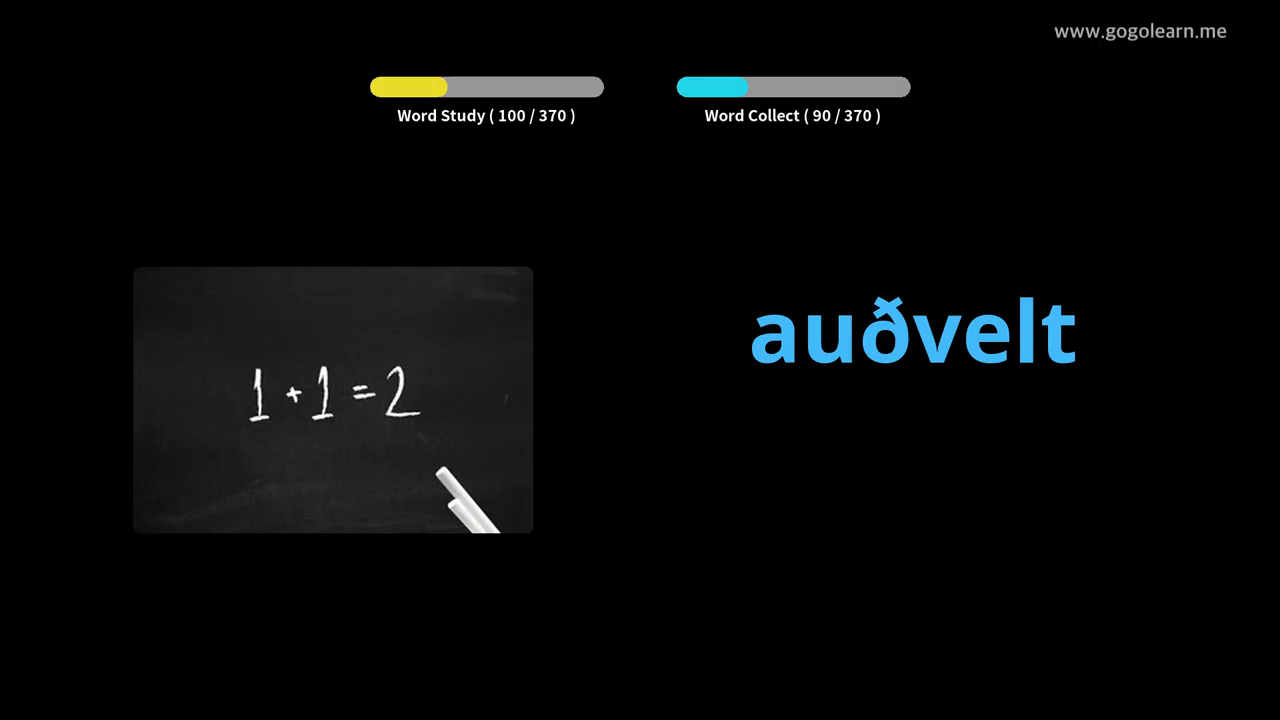 www.gogolearn.me
Word Study ( 100 / 370 )
Word Collect ( 90 / 370 )
auðvelt
1 + 1 = 2